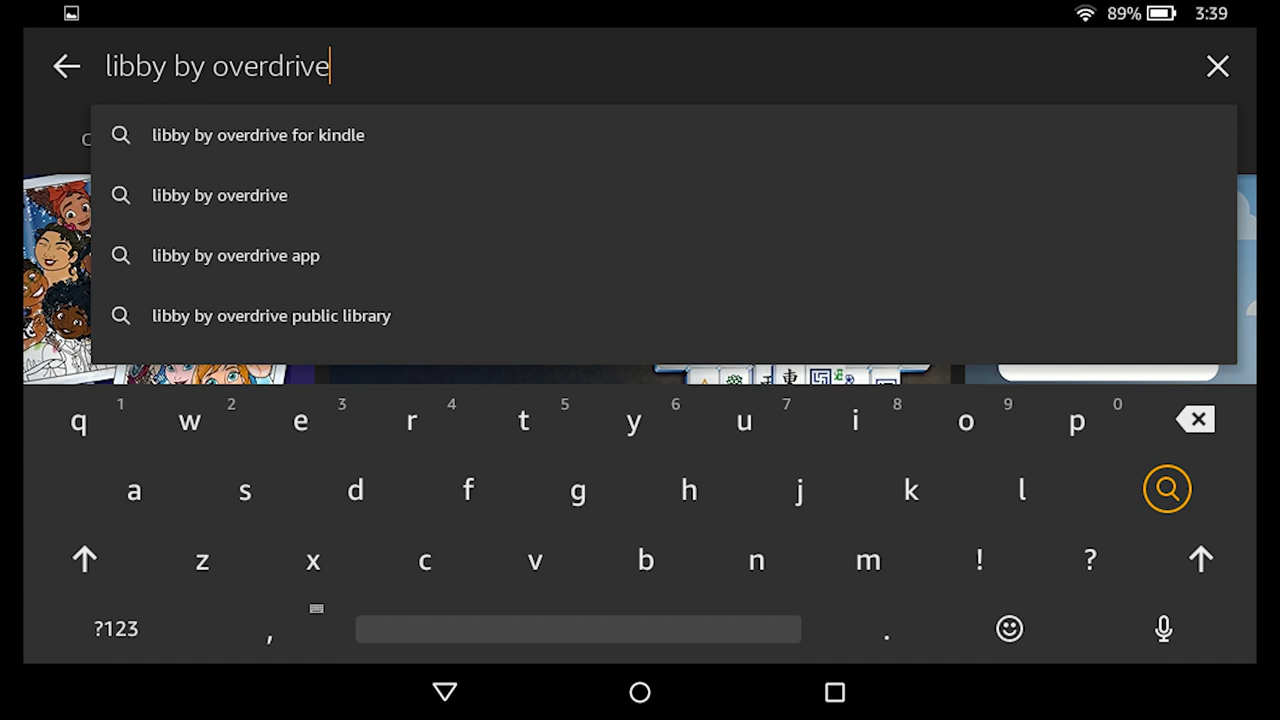 89% 3:39
libby by overdrive
libby by overdrive for kindle
libby by overdrive
libby by overdrive app
libby by overdrive public library
1 2 3 4 5 6 7 8 9 0
q w e r t y u i o p
a s d f g h j k l
z x c v b n m ! ?
?123 , .